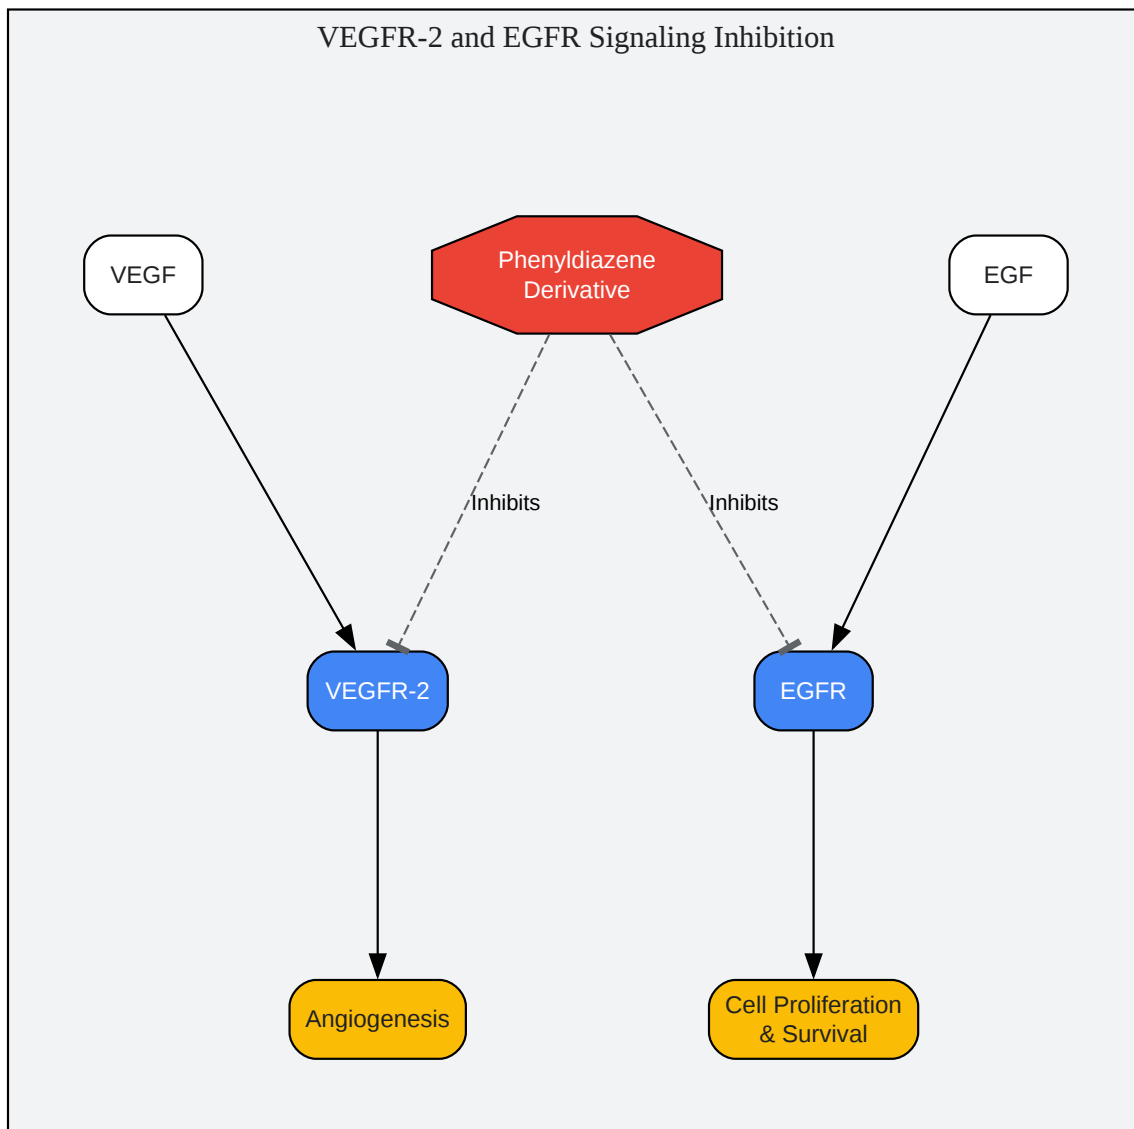 VEGFR-2 and EGFR Signaling Inhibition
VEGF
Phenyldiazene
Derivative
EGF
Inhibits
Inhibits
VEGFR-2
EGFR
Angiogenesis
Cell Proliferation
& Survival